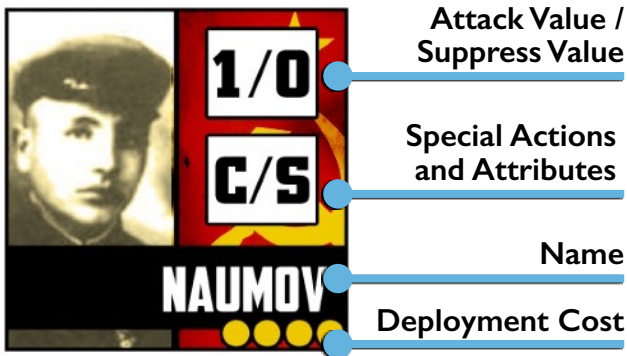 1/0
Attack Value /
Suppress Value
C/S
Special Actions
and Attributes
NAUMOV
Name
Deployment Cost